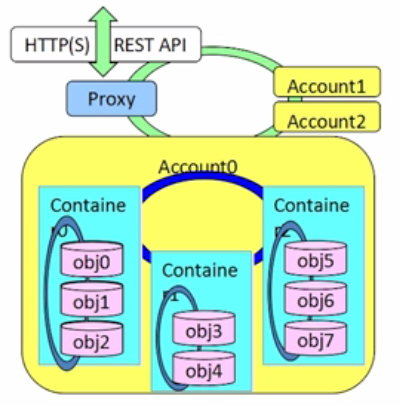 HTTP(S)
REST API
Proxy
Account1
Account2
Account0
Containe
r0
obj0
obj1
obj2
Containe
r1
obj3
obj4
Containe
r2
obj5
obj6
obj7